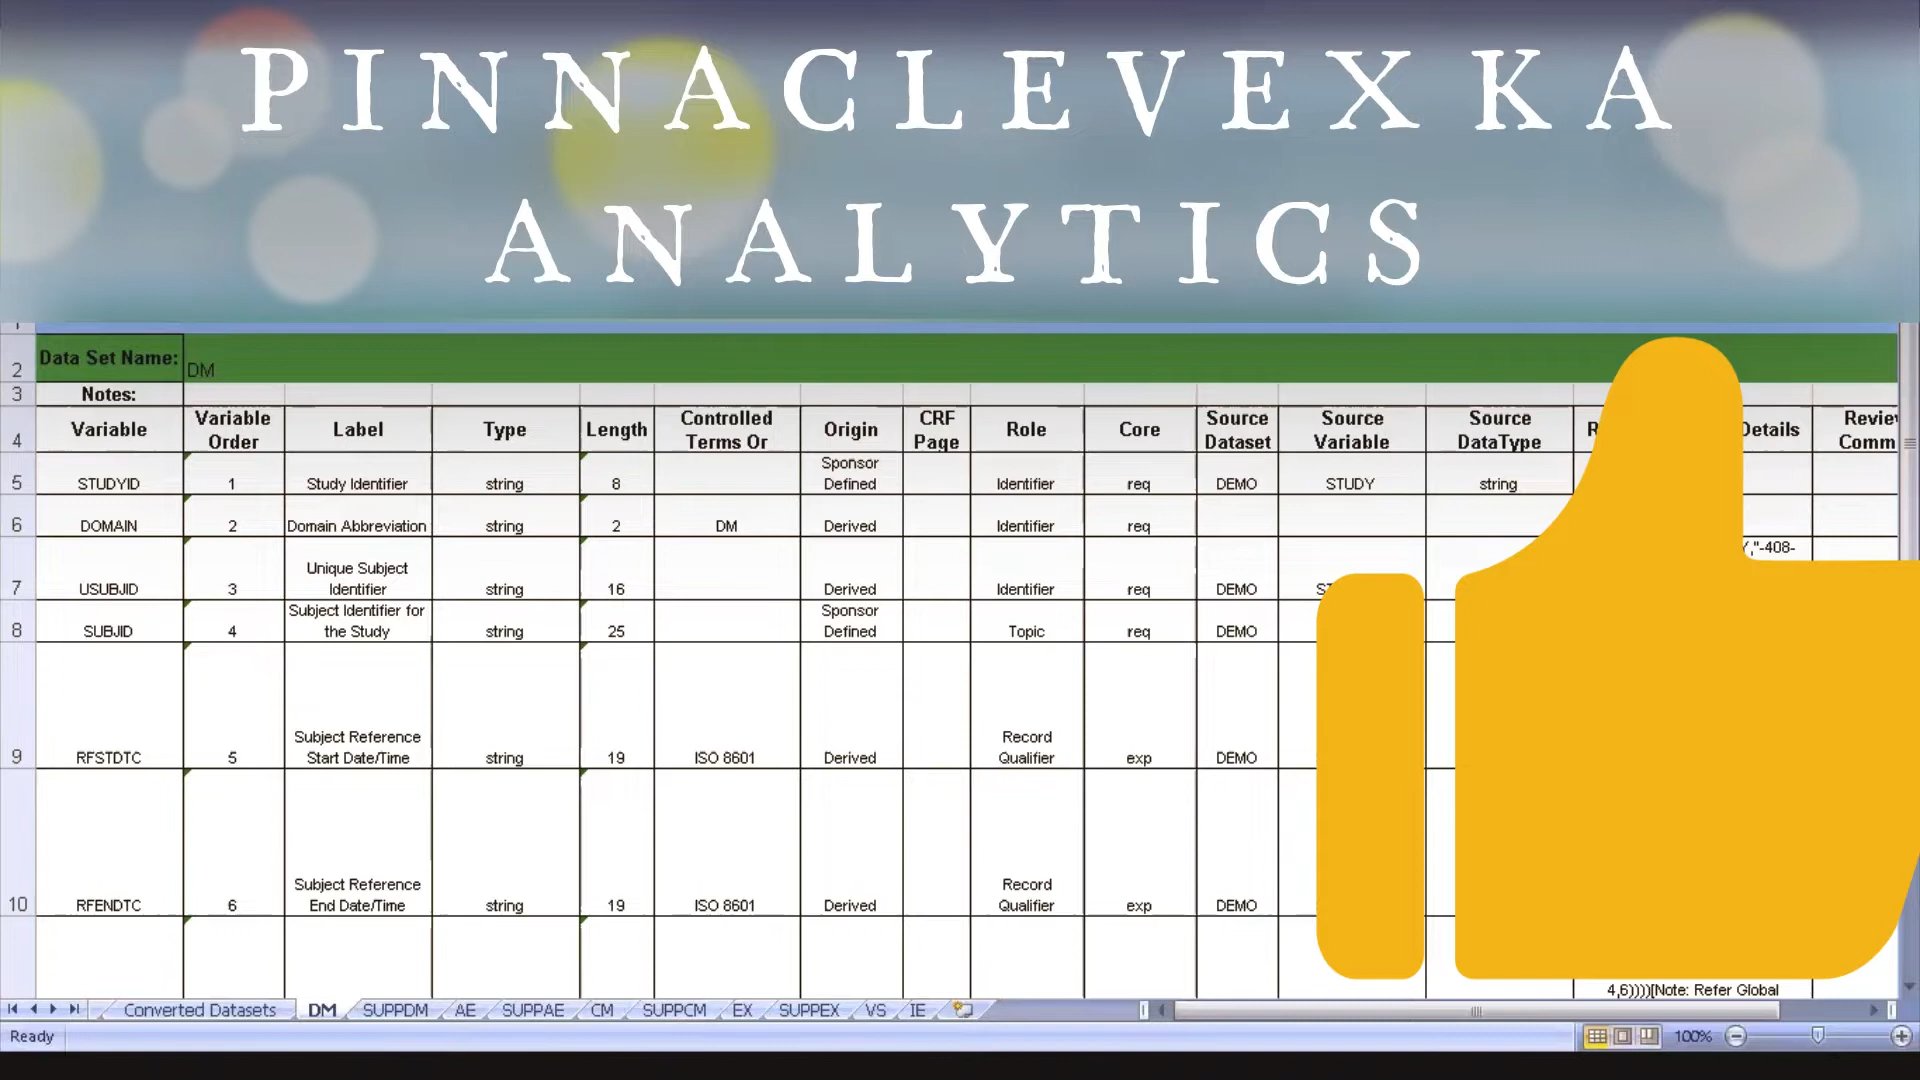 PINNACLEVEX KA
ANALYTICS
1
2 Data Set Name: DM
3 Notes:
4 Variable Variable Order Label Type Length Controlled Terms Or Origin CRF Page Role Core Source Dataset Source Variable Source DataType R Details Review Comm
5 STUDYID 1 Study Identifier string 8 Sponsor Defined Identifier req DEMO STUDY string
6 DOMAIN 2 Domain Abbreviation string 2 DM Derived Identifier req
7 USUBJID 3 Unique Subject Identifier string 16 Derived Identifier req DEMO ,"-408-
8 SUBJID 4 Subject Identifier for the Study string 25 Sponsor Defined Topic req DEMO
9 RFSTDTC 5 Subject Reference Start Date/Time string 19 ISO 8601 Derived Record Qualifier exp DEMO
10 RFENDTC 6 Subject Reference End Date/Time string 19 ISO 8601 Derived Record Qualifier exp DEMO
4,6))))[Note: Refer Global
Converted Datasets DM SUPPDM AE SUPPAE CM SUPPCM EX SUPPEX VS IE
Ready 100%